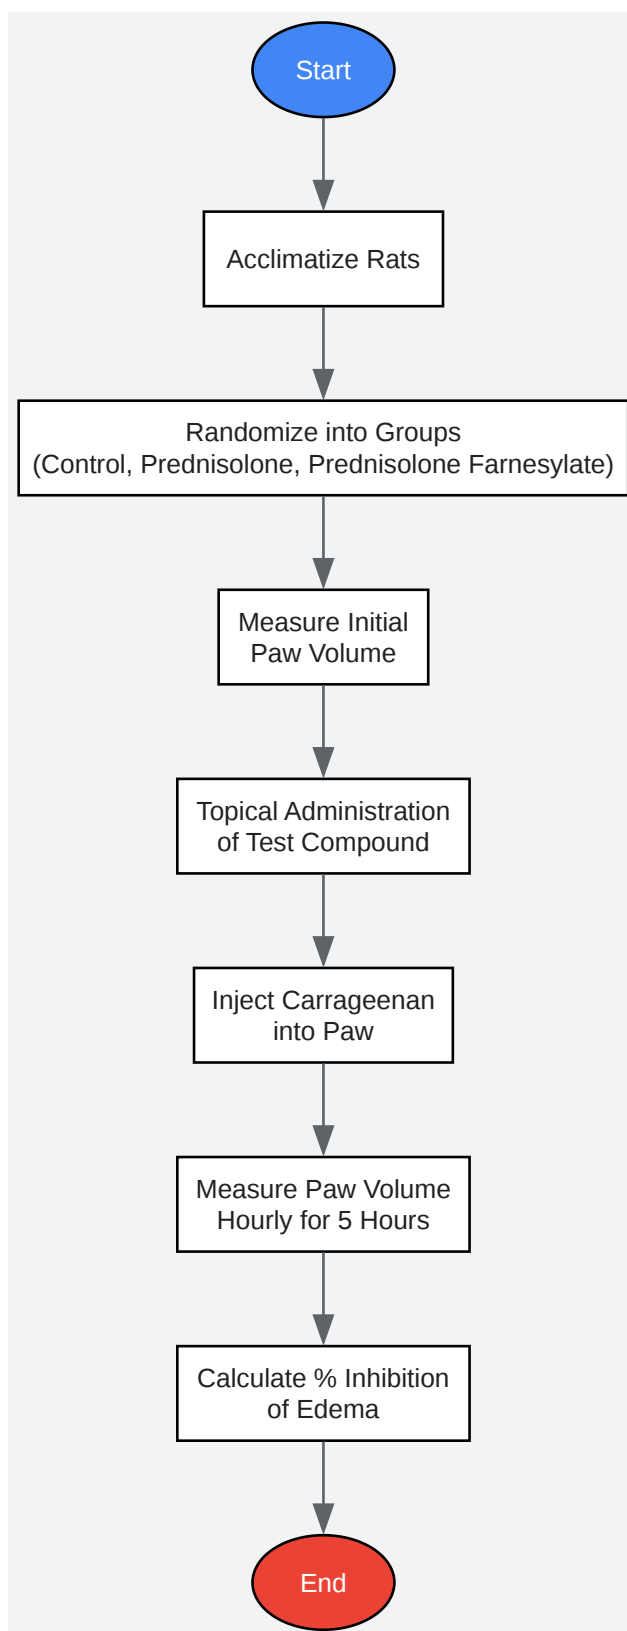 Start
Acclimatize Rats
Randomize into Groups
(Control, Prednisolone, Prednisolone Farnesylate)
Measure Initial
Paw Volume
Topical Administration
of Test Compound
Inject Carrageenan
into Paw
Measure Paw Volume
Hourly for 5 Hours
Calculate % Inhibition
of Edema
End